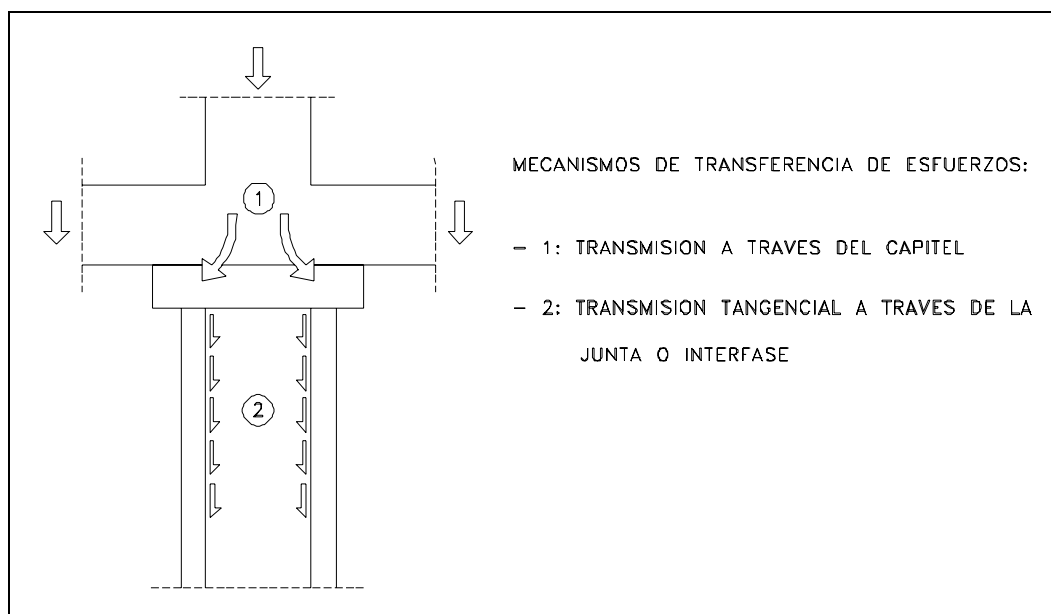 1
2
MECANISMOS DE TRANSFERENCIA DE ESFUERZOS:
- 1: TRANSMISION A TRAVES DEL CAPITEL
- 2: TRANSMISION TANGENCIAL A TRAVES DE LA
JUNTA O INTERFASE